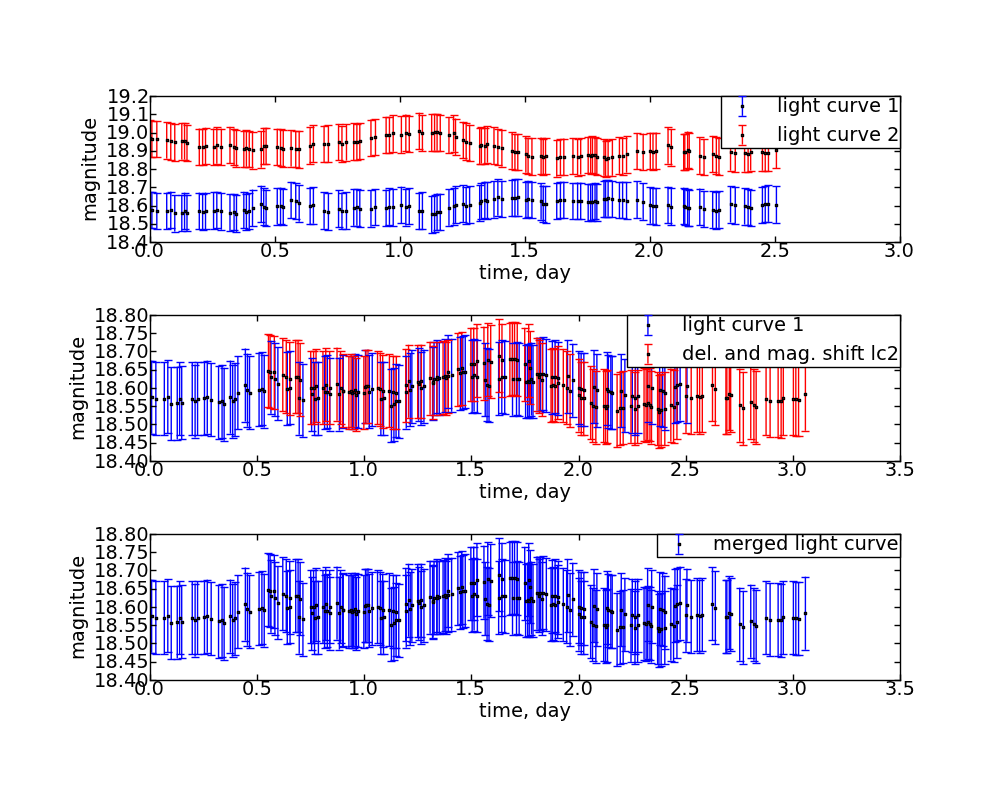 19.2
19.1
19.0
18.9
18.8
18.7
18.6
18.5
18.4
magnitude
light curve 1
light curve 2
0.0 0.5 1.0 1.5 2.0 2.5 3.0
time, day
18.80
18.75
18.70
18.65
18.60
18.55
18.50
18.45
18.40
magnitude
light curve 1
del. and mag. shift lc2
0.0 0.5 1.0 1.5 2.0 2.5 3.0 3.5
time, day
18.80
18.75
18.70
18.65
18.60
18.55
18.50
18.45
18.40
magnitude
merged light curve
0.0 0.5 1.0 1.5 2.0 2.5 3.0 3.5
time, day